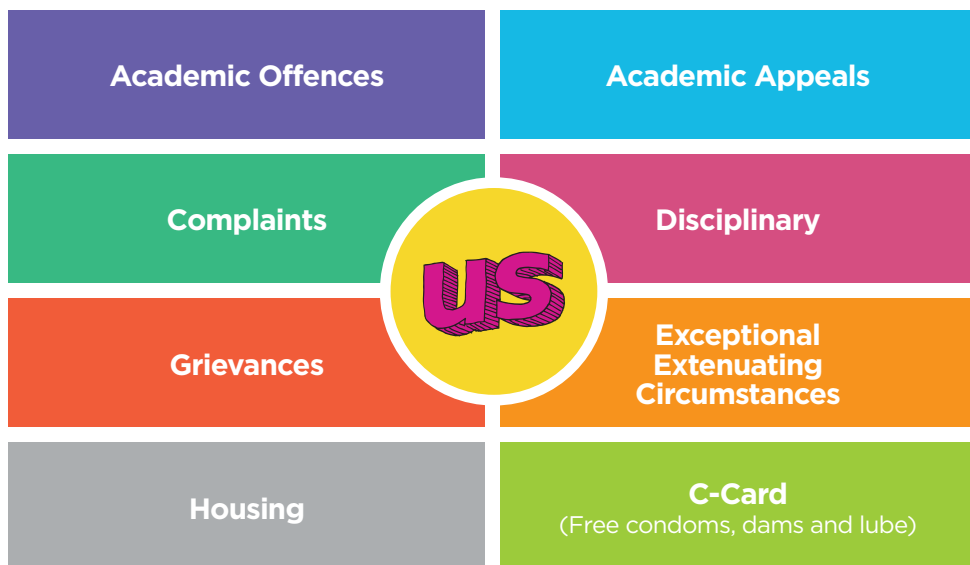 Academic Offences
Academic Appeals
Complaints
Disciplinary
us
Grievances
Exceptional
Extenuating
Circumstances
Housing
C-Card
(Free condoms, dams and lube)